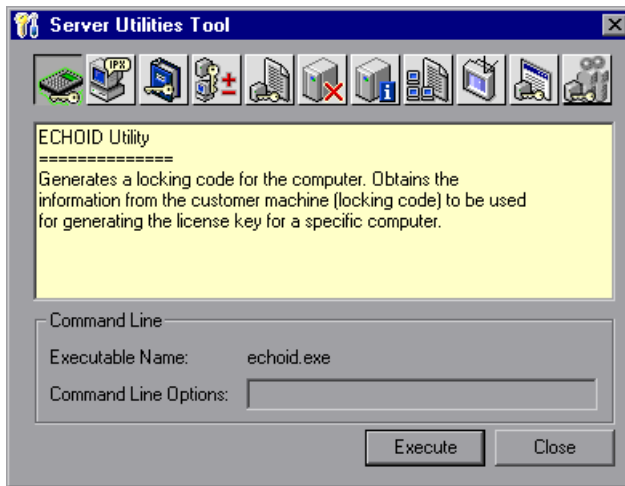 Server Utilities Tool
IPX
ECHOID Utility
==============
Generates a locking code for the computer. Obtains the
information from the customer machine (locking code) to be used
for generating the license key for a specific computer.
Command Line
Executable Name: echoid.exe
Command Line Options:
Execute Close